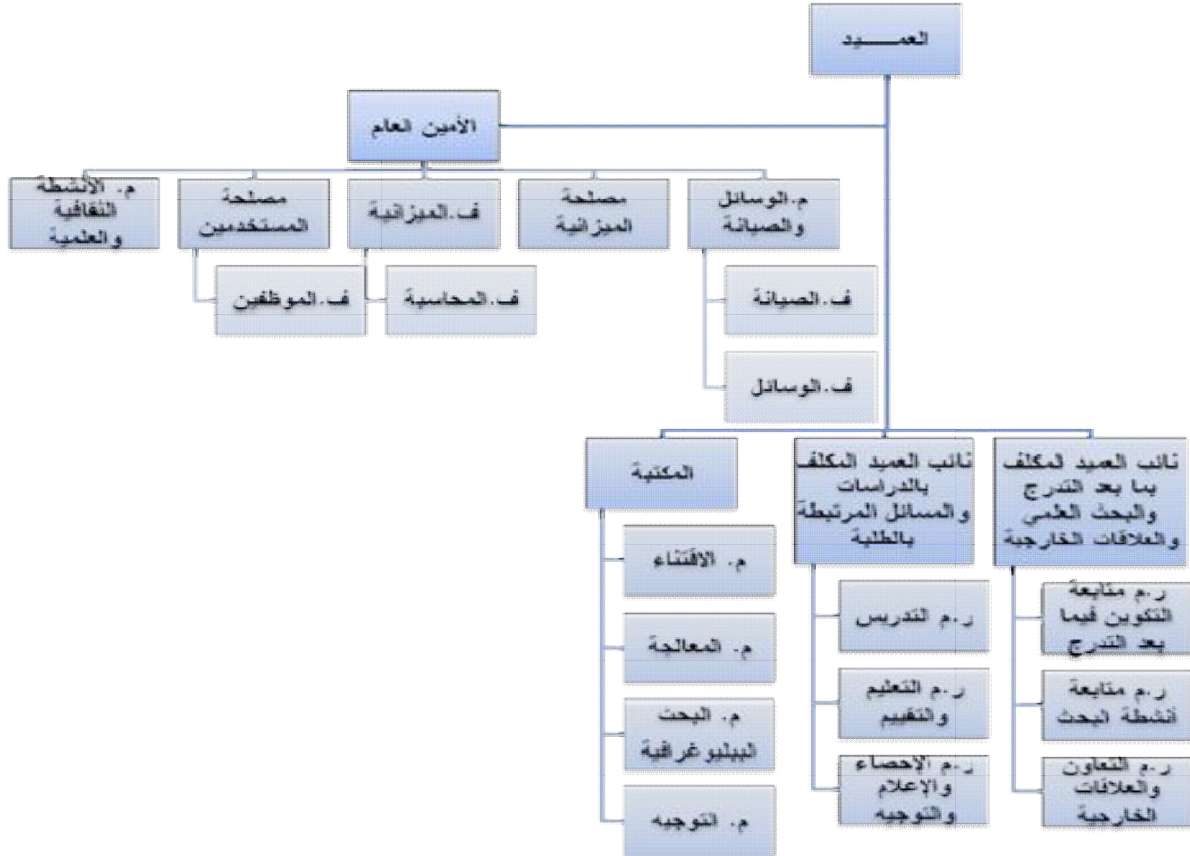 العمـــــيد
الأمين العام
م.الوسائل
والصيانة
مصلحة
الميزانية
ف.الميزانية
مصلحة
المستخدمين
م. الأنشطة
الثقافية
والعلمية
ف.الصيانة
ف.المحاسبة
ف.الموظفين
ف.الوسائل
نائب العميد المكلف
بما بعد التدرج
والبحث العلمي
والعلاقات الخارجية
نائب العميد المكلف
بالدراسات
والمسائل المرتبطة
بالطلبة
المكتبة
ر.م متابعة
التكوين فيما
بعد التدرج
ر.م متابعة
أنشطة البحث
ر.م التعاون
والعلاقات
الخارجية
ر.م التدريس
ر.م التعليم
والتقييم
ر.م الإحصاء
والإعلام
والتوجيه
م. الاقتناء
م. المعالجة
م. البحث
الببليوغرافية
م. التوجيه